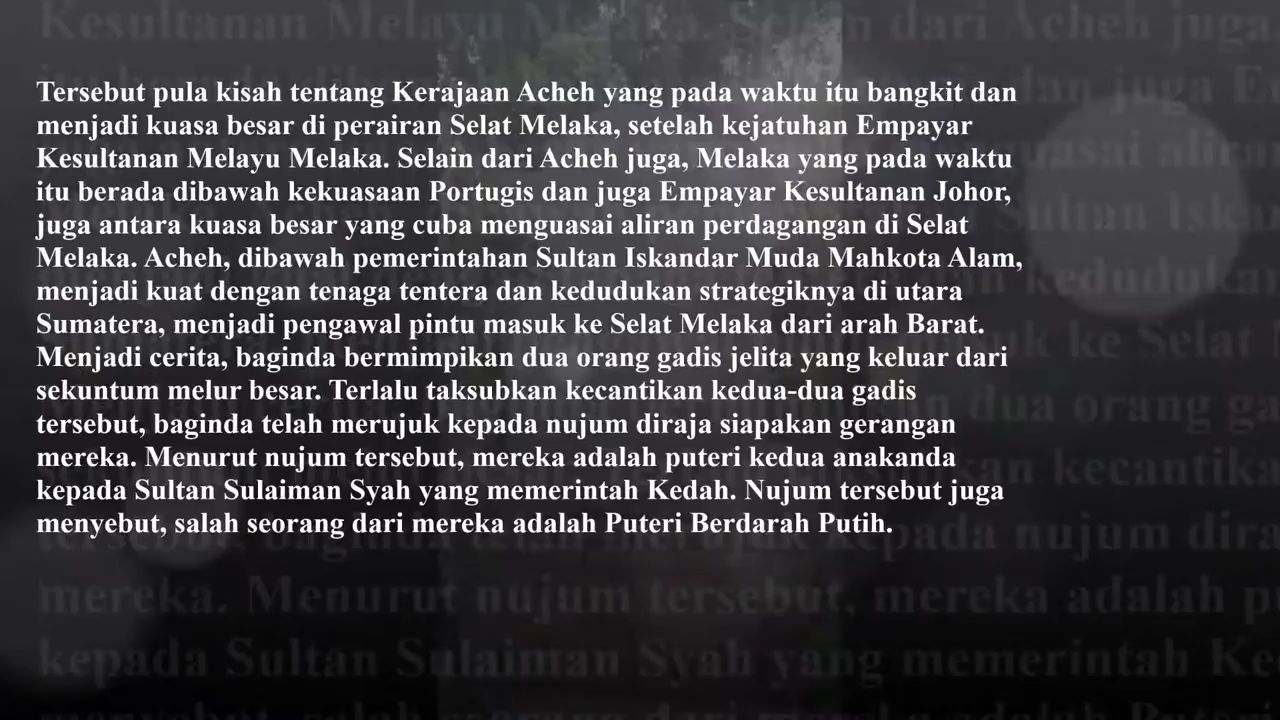 Tersebut pula kisah tentang Kerajaan Acheh yang pada waktu itu bangkit dan
menjadi kuasa besar di perairan Selat Melaka, setelah kejatuhan Empayar
Kesultanan Melayu Melaka. Selain dari Acheh juga, Melaka yang pada waktu
itu berada dibawah kekuasaan Portugis dan juga Empayar Kesultanan Johor,
juga antara kuasa besar yang cuba menguasai aliran perdagangan di Selat
Melaka. Acheh, dibawah pemerintahan Sultan Iskandar Muda Mahkota Alam,
menjadi kuat dengan tenaga tentera dan kedudukan strategiknya di utara
Sumatera, menjadi pengawal pintu masuk ke Selat Melaka dari arah Barat.
Menjadi cerita, baginda bermimpikan dua orang gadis jelita yang keluar dari
sekuntum melur besar. Terlalu taksubkan kecantikan kedua-dua gadis
tersebut, baginda telah merujuk kepada nujum diraja siapakan gerangan
mereka. Menurut nujum tersebut, mereka adalah puteri kedua anakanda
kepada Sultan Sulaiman Syah yang memerintah Kedah. Nujum tersebut juga
menyebut, salah seorang dari mereka adalah Puteri Berdarah Putih.